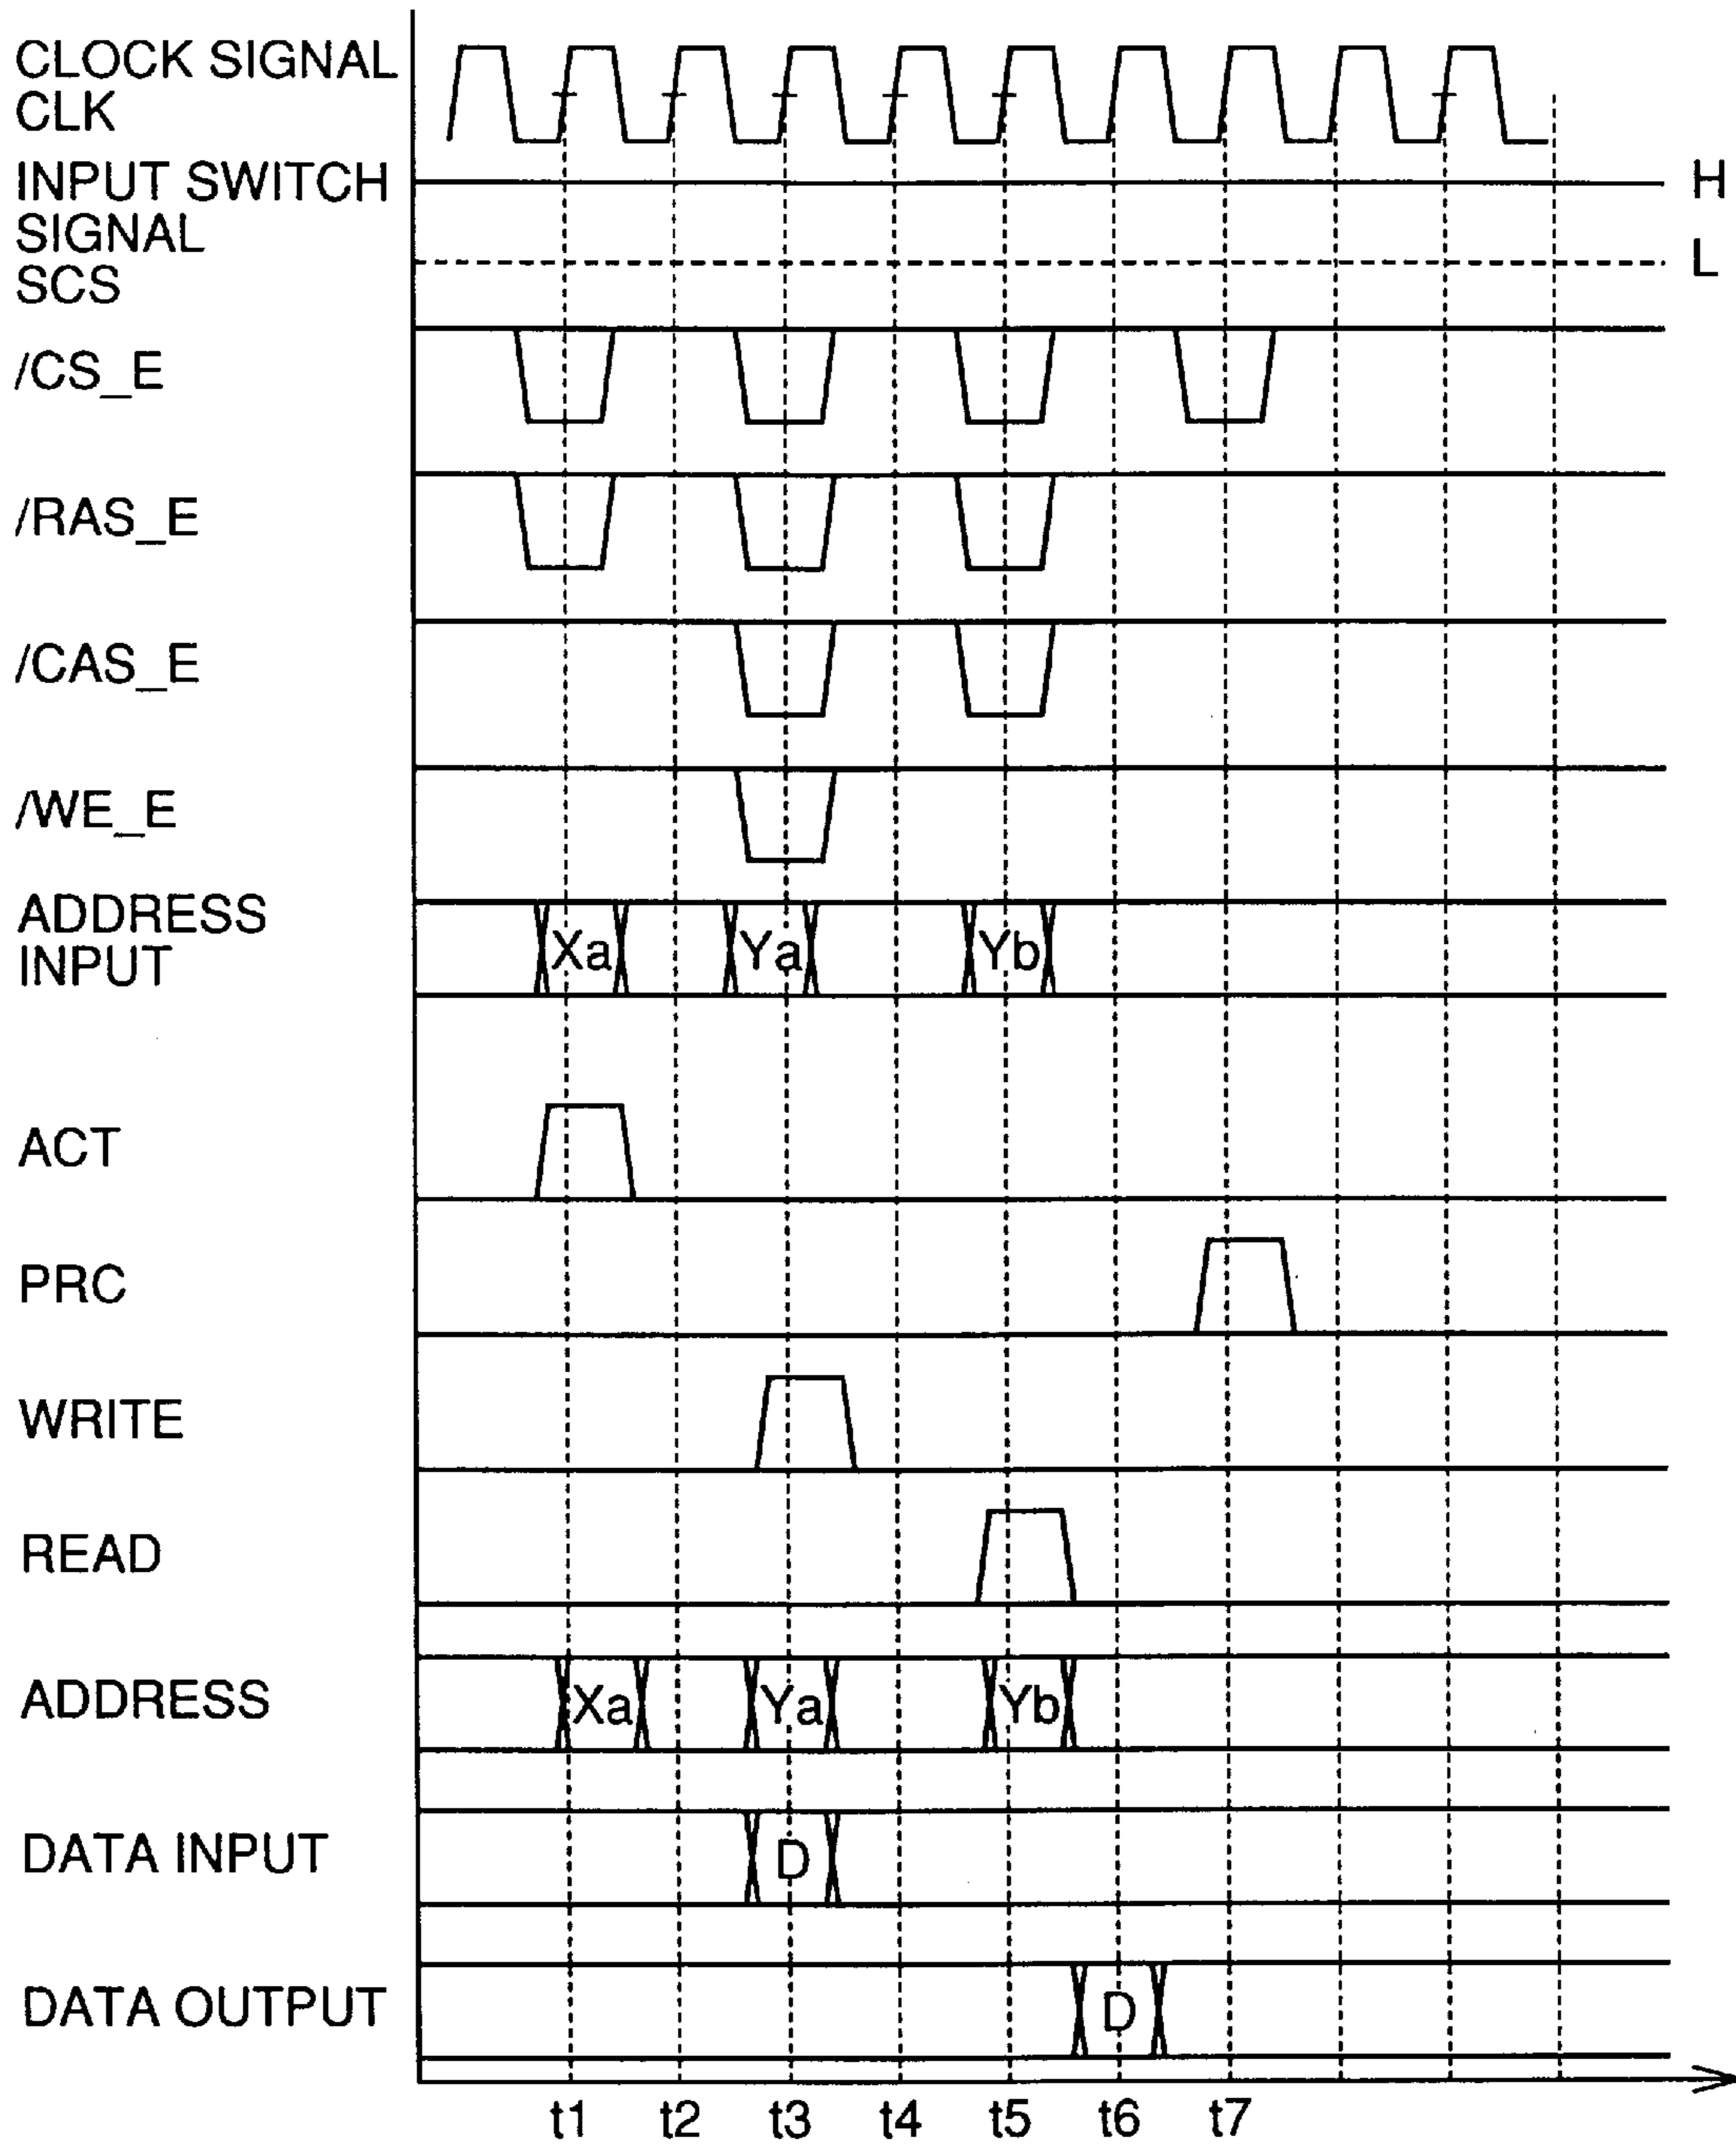 CLOCK SIGNAL
CLK
INPUT SWITCH
SIGNAL
SCS
H
L
/CS_E
/RAS_E
/CAS_E
/WE_E
ADDRESS
INPUT
Xa
Ya
Yb
ACT
PRC
WRITE
READ
ADDRESS
Xa
Ya
Yb
DATA INPUT
D
DATA OUTPUT
D
t1
t2
t3
t4
t5
t6
t7